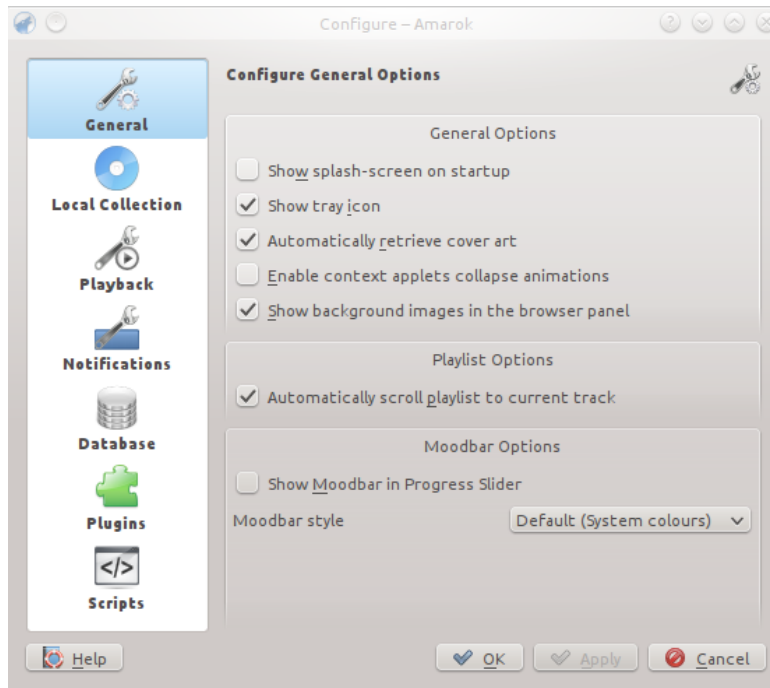 Configure – Amarok
General
Local Collection
Playback
Notifications
Database
Plugins
Scripts
Configure General Options
General Options
Show splash-screen on startup
Show tray icon
Automatically retrieve cover art
Enable context applets collapse animations
Show background images in the browser panel
Playlist Options
Automatically scroll playlist to current track
Moodbar Options
Show Moodbar in Progress Slider
Moodbar style
Default (System colours)
Help
OK
Apply
Cancel